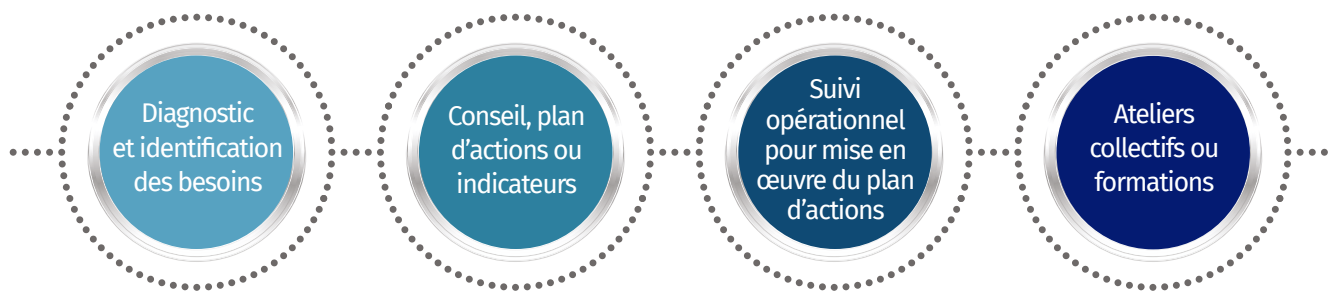 Diagnostic
et identification
des besoins
Conseil, plan
d'actions ou
indicateurs
Suivi
opérationnel
pour mise en
œuvre du plan
d'actions
Ateliers
collectifs ou
formations